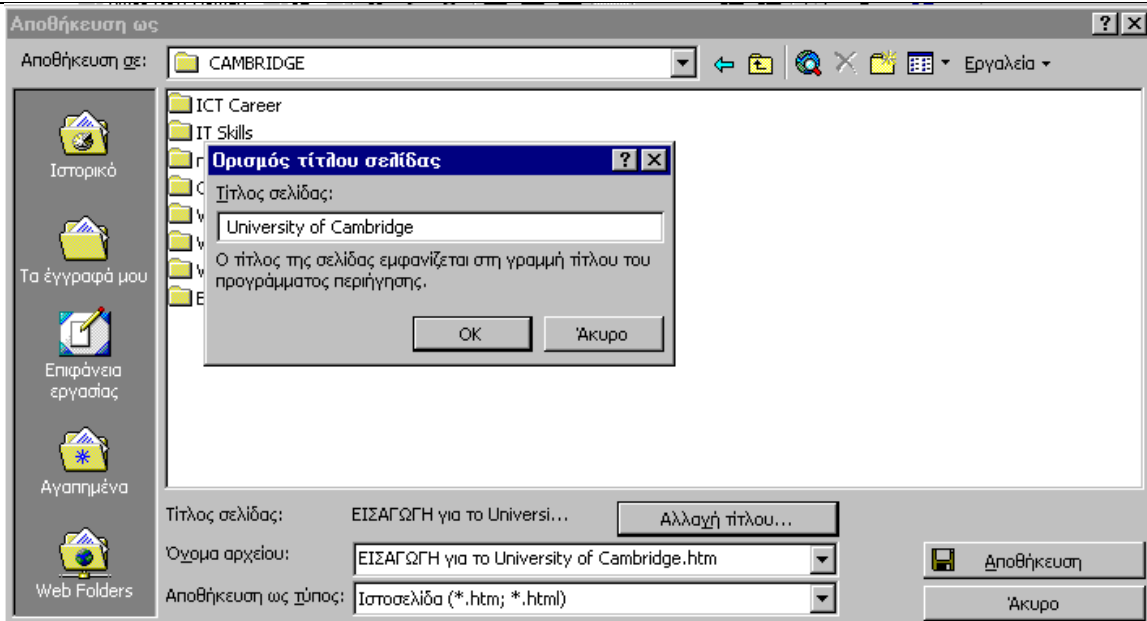 Αποθήκευση ως
Αποθήκευση σε:
CAMBRIDGE
Εργαλεία
Ιστορικό
Τα έγγραφά μου
Επιφάνεια
εργασίας
Αγαπημένα
Web Folders
ICT Career
IT Skills
Ορισμός τίτλου σελίδας
Τίτλος σελίδας:
University of Cambridge
Ο τίτλος της σελίδας εμφανίζεται στη γραμμή τίτλου του
προγράμματος περιήγησης.
OK
Άκυρο
Τίτλος σελίδας:
ΕΙΣΑΓΩΓΗ για το Universi...
Αλλαγή τίτλου...
Όνομα αρχείου:
ΕΙΣΑΓΩΓΗ για το University of Cambridge.htm
Αποθήκευση
Αποθήκευση ως τύπος:
Ιστοσελίδα (*.htm; *.html)
Άκυρο